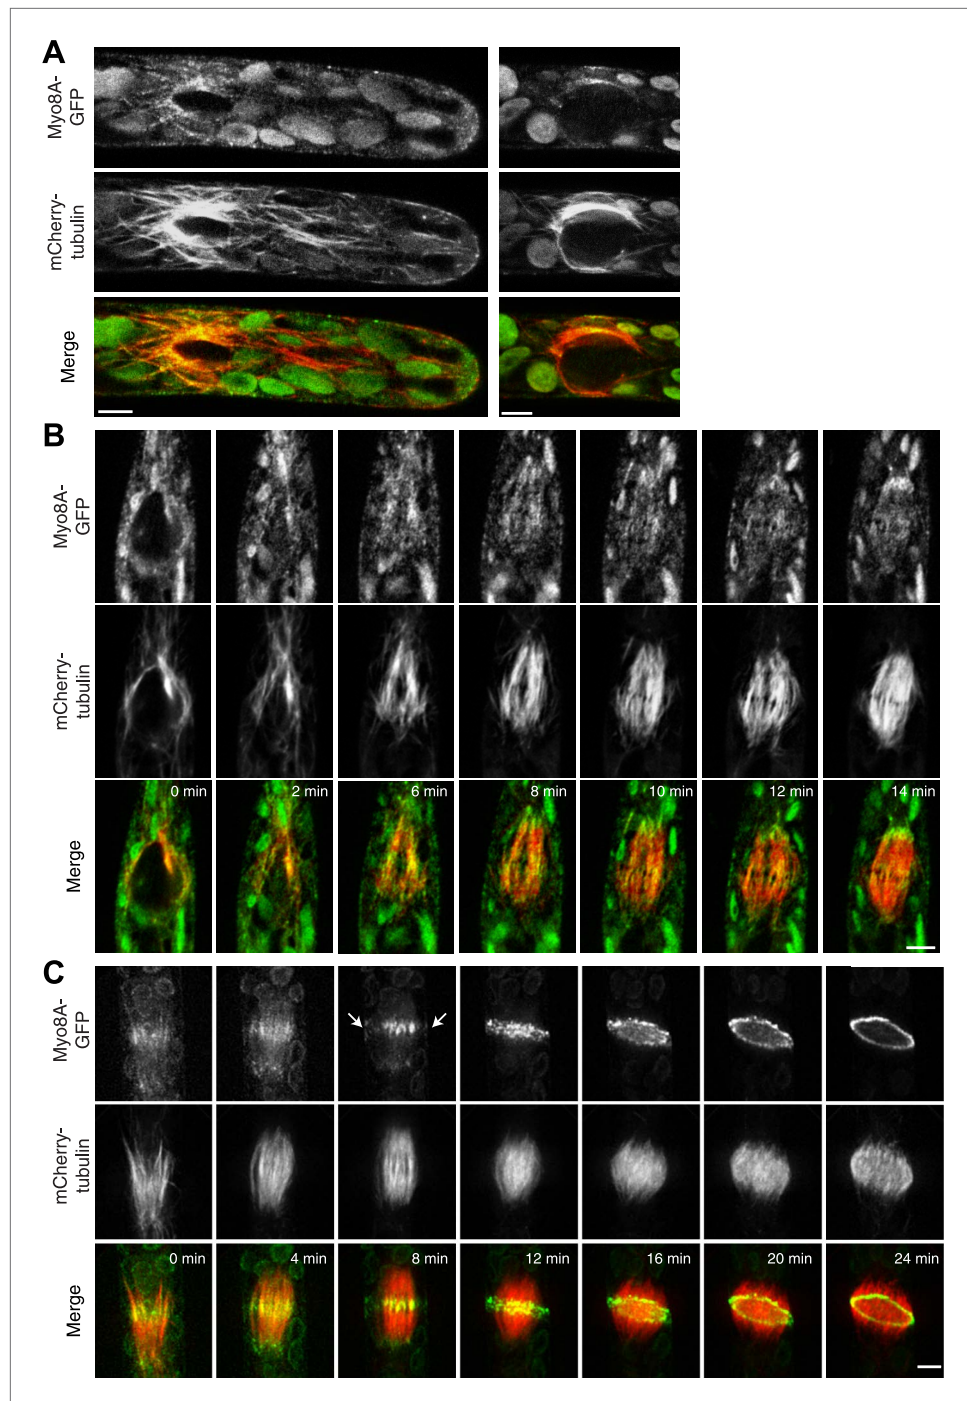 A
Myo8A-
GFP
mCherry-
tubulin
Merge
B
Myo8A-
GFP
mCherry-
tubulin
0 min 2 min 6 min 8 min 10 min 12 min 14 min
Merge
C
Myo8A-
GFP
mCherry-
tubulin
0 min 4 min 8 min 12 min 16 min 20 min 24 min
Merge